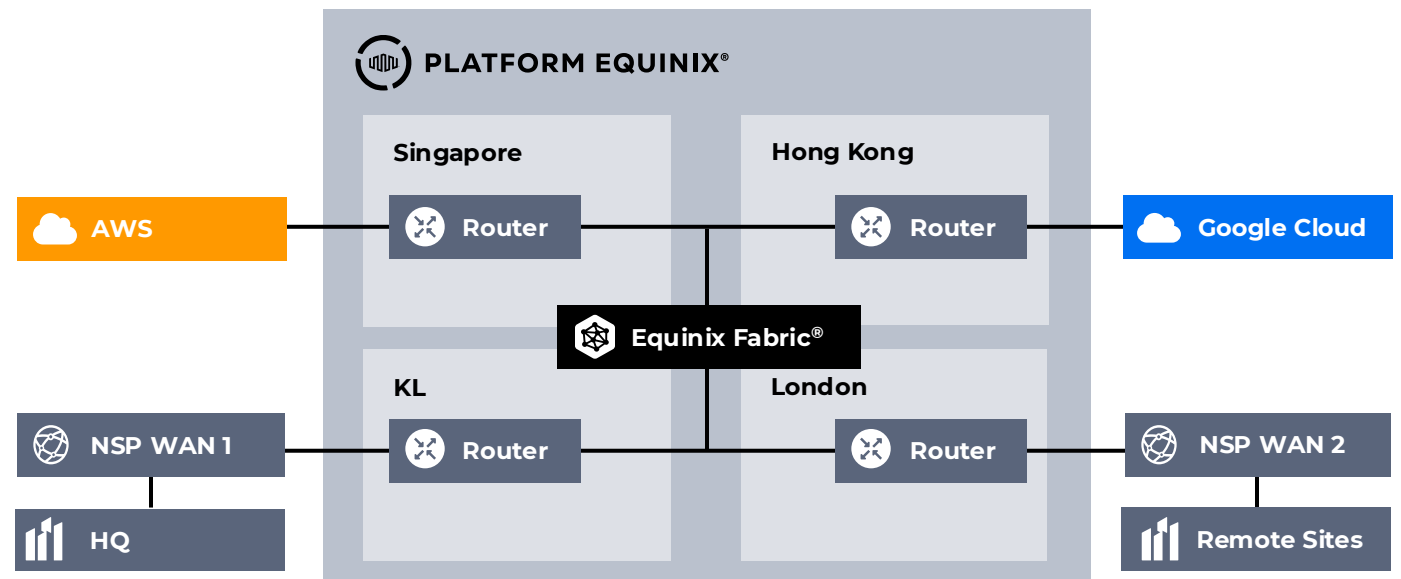 PLATFORM EQUINIX®
Singapore
Hong Kong
AWS
Router
Router
Google Cloud
Equinix Fabric®
KL
London
NSP WAN 1
Router
Router
NSP WAN 2
HQ
Remote Sites